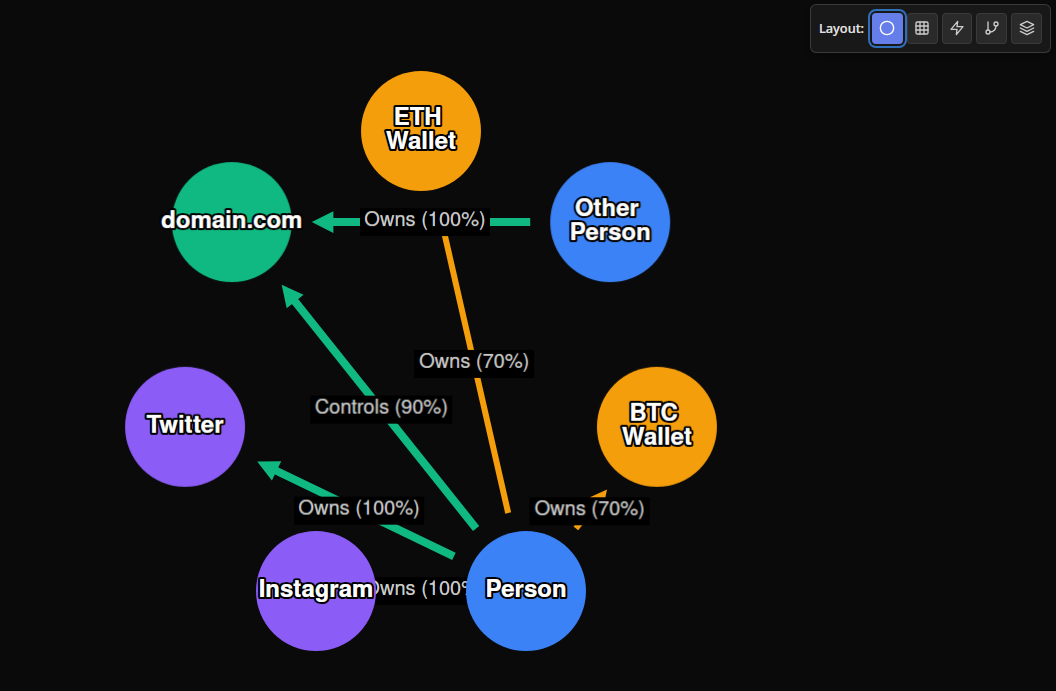 Layout:
ETH
Wallet
domain.com
Owns (100%)
Other
Person
Owns (70%)
Controls (90%)
Twitter
BTC
Wallet
Owns (100%)
Owns (70%)
Instagram
wns (100%
Person